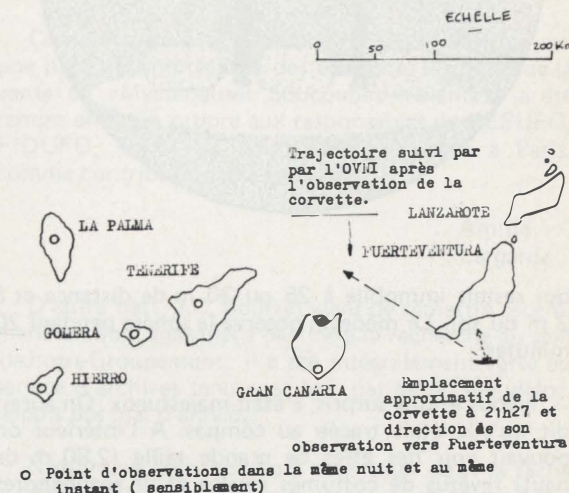 ECHELLE
0 50 100 200 Km
Trajectoire suivi par
par l'OVNI après
l'observation de la
corvette.
LANZAROTE
LA PALMA
FUERTEVENTURA
TENERIFE
GOMERA
HIERRO
GRAN CANARIA
Emplacement
approximatif de la
corvette à 21h27 et
direction de son
observation vers Fuerteventura
O Point d'observations dans la même nuit et au même
instant ( sensiblement)